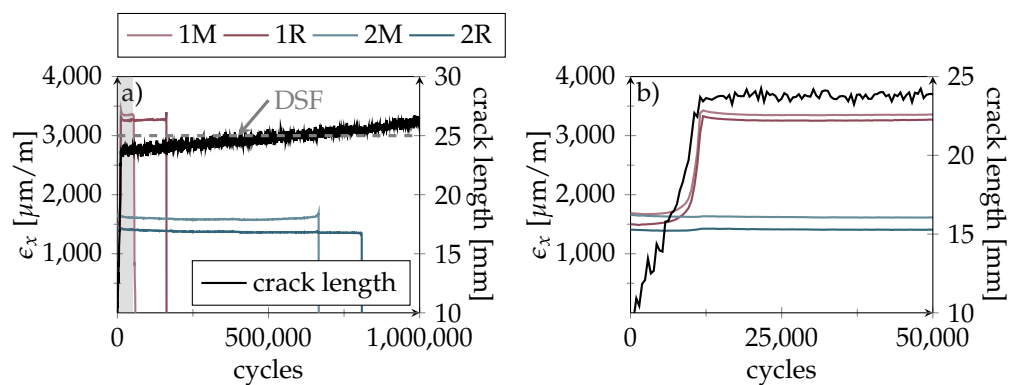 1M 1R 2M 2R
a)
DSF
4,000
3,000
2,000
1,000
ϵx [µm/m]
30
25
20
15
10
crack length [mm]
crack length
0 500,000 1,000,000
cycles
b)
4,000
3,000
2,000
1,000
ϵx [µm/m]
25
20
15
10
crack length [mm]
0 25,000 50,000
cycles